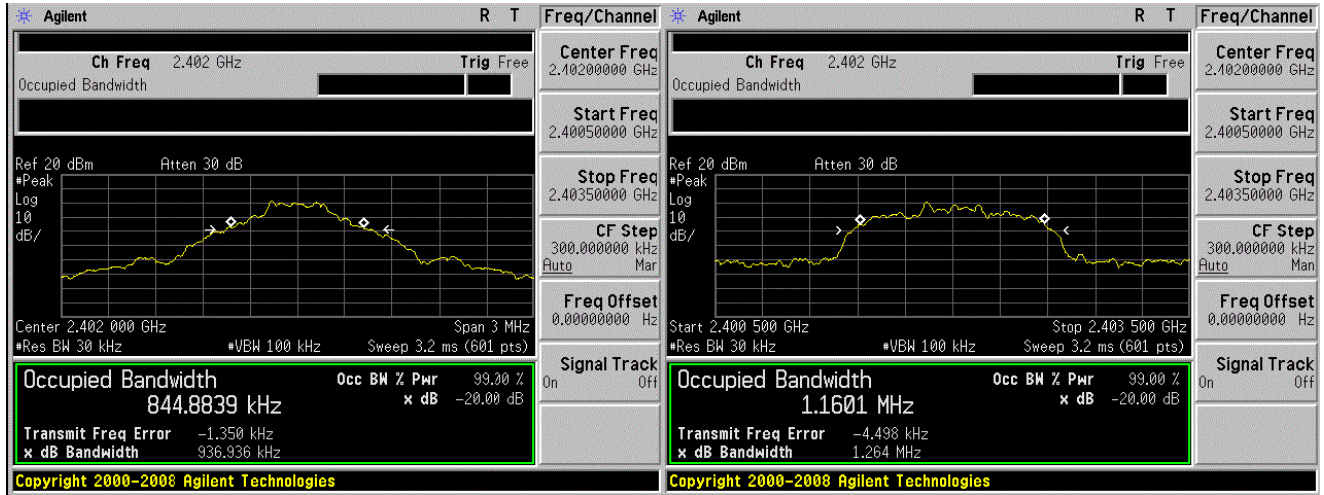 Agilent R T Freq/Channel
Ch Freq 2.402 GHz Trig Free
Occupied Bandwidth
Center Freq
2.40200000 GHz
Start Freq
2.40050000 GHz
Ref 20 dBm Atten 30 dB
#Peak
Log
10
dB/
Stop Freq
2.40350000 GHz
CF Step
300.000000 kHz
Auto Man
Freq Offset
0.00000000 Hz
Center 2.402 000 GHz Span 3 MHz
#Res BW 30 kHz #VBW 100 kHz Sweep 3.2 ms (601 pts)
Signal Track
On Off
Occupied Bandwidth Occ BW % Pwr 99.00 %
844.8839 kHz x dB -20.00 dB
Transmit Freq Error -1.350 kHz
x dB Bandwidth 936.936 kHz
Copyright 2000-2008 Agilent Technologies
Agilent R T Freq/Channel
Ch Freq 2.402 GHz Trig Free
Occupied Bandwidth
Center Freq
2.40200000 GHz
Start Freq
2.40050000 GHz
Ref 20 dBm Atten 30 dB
#Peak
Log
10
dB/
Stop Freq
2.40350000 GHz
CF Step
300.000000 kHz
Auto Man
Freq Offset
0.00000000 Hz
Start 2.400 500 GHz Stop 2.403 500 GHz
#Res BW 30 kHz #VBW 100 kHz Sweep 3.2 ms (601 pts)
Signal Track
On Off
Occupied Bandwidth Occ BW % Pwr 99.00 %
1.1601 MHz x dB -20.00 dB
Transmit Freq Error -4.498 kHz
x dB Bandwidth 1.264 MHz
Copyright 2000-2008 Agilent Technologies